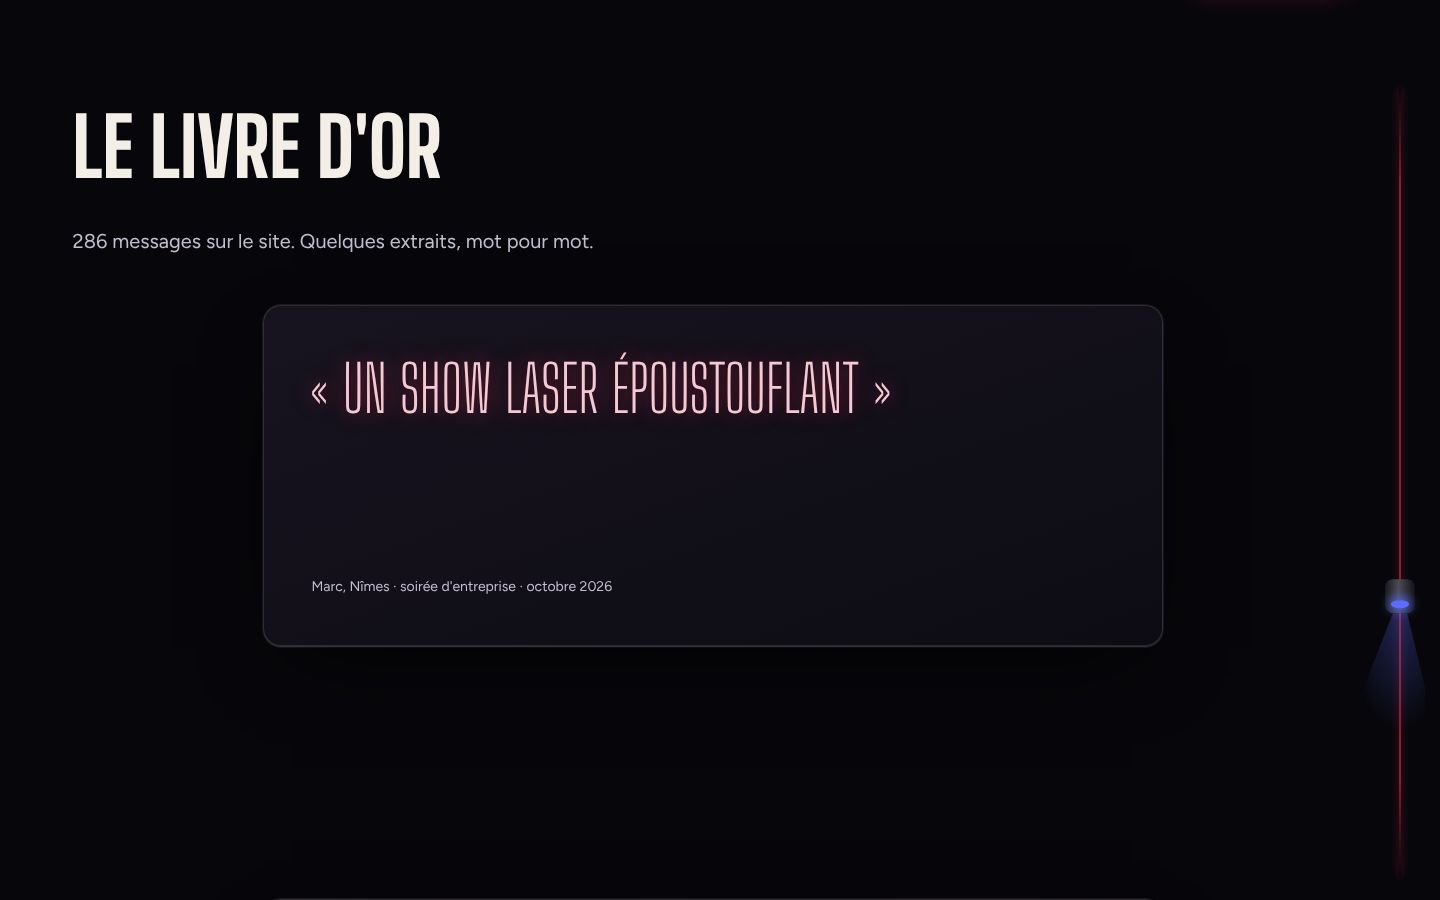 LE LIVRE D'OR
286 messages sur le site. Quelques extraits, mot pour mot.
« UN SHOW LASER ÉPOUSTOUFLANT »
Marc, Nîmes · soirée d'entreprise · octobre 2026